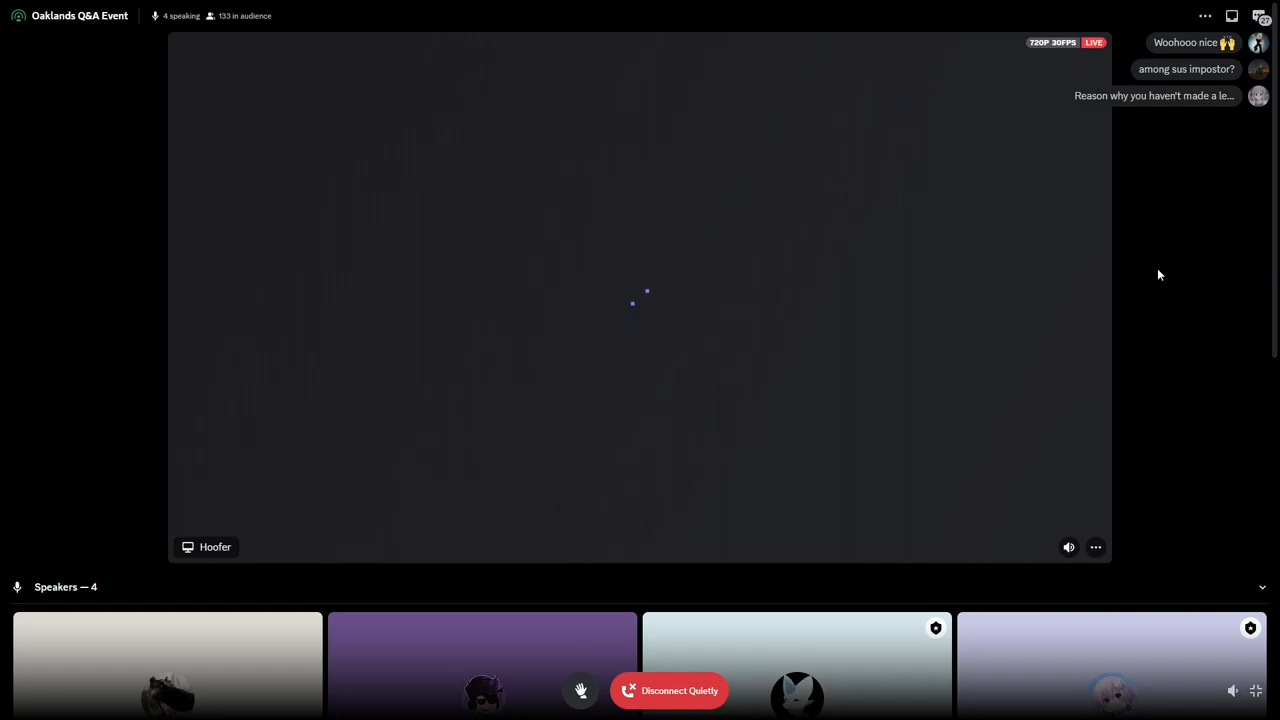 Oaklands Q&A Event
4 speaking
133 in audience
27
720P 30FPS
LIVE
Woohooo nice 🙌
among sus impostor?
Reason why you haven't made a le...
Hoofer
Speakers — 4
Disconnect Quietly